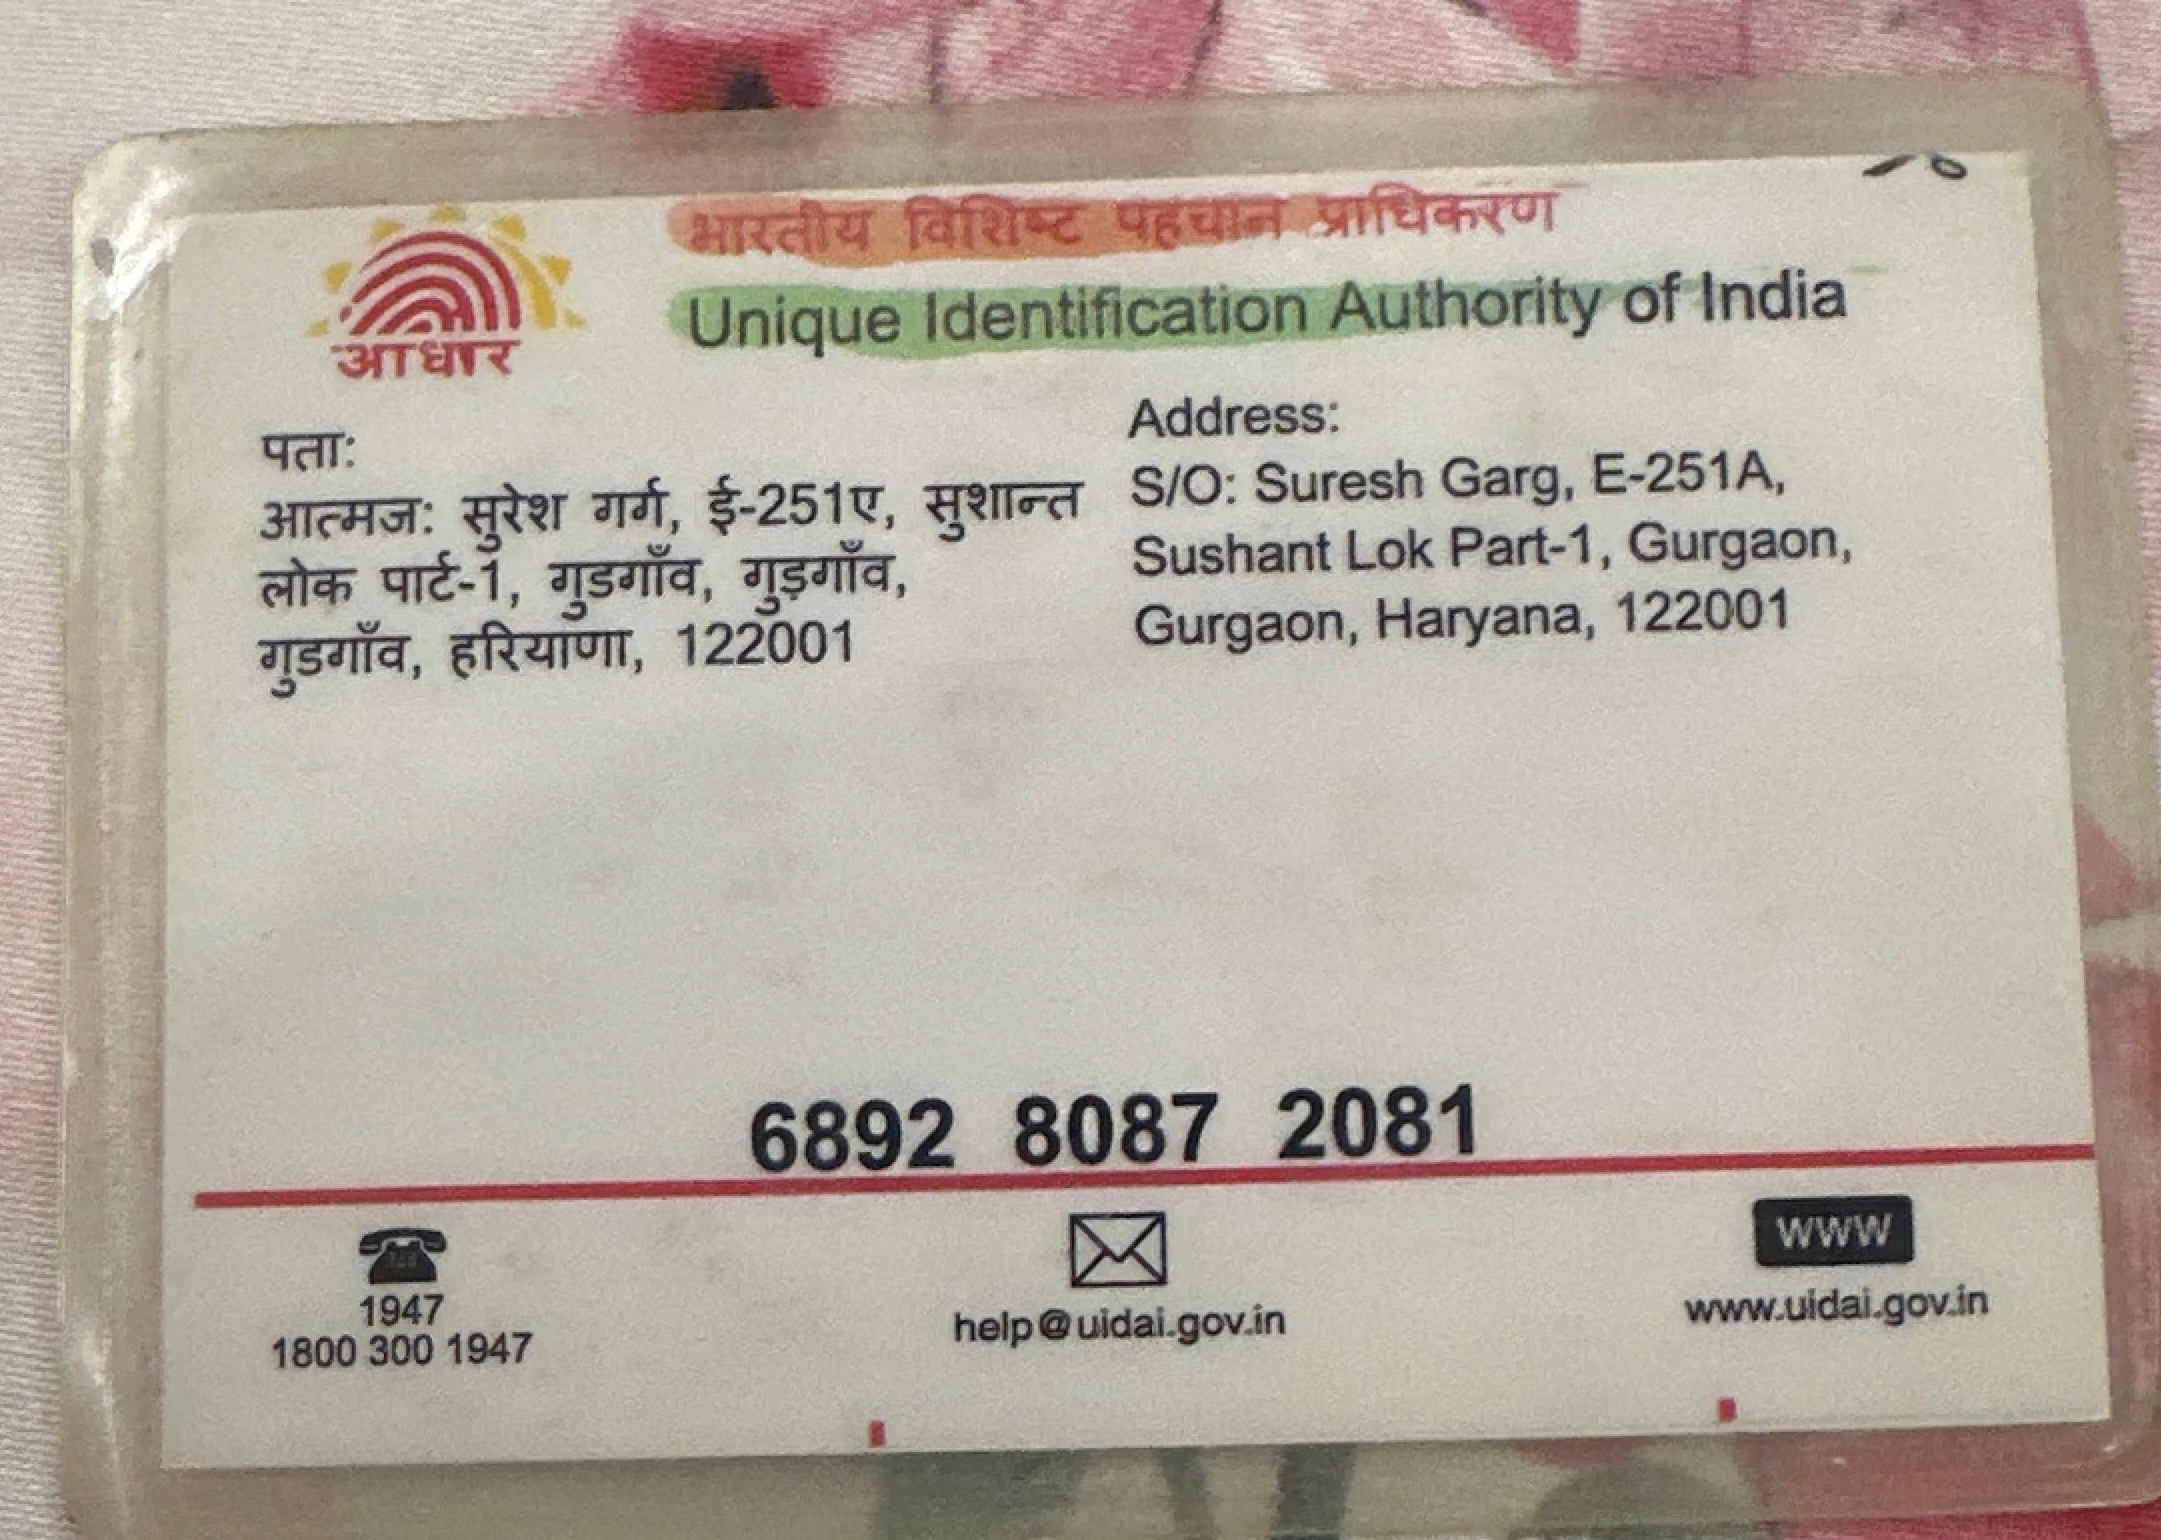 भारतीय विशिष्ट पहचान प्राधिकरण
Unique Identification Authority of India
आधार
पता:
आत्मज: सुरेश गर्ग, ई-251ए, सुशान्त
लोक पार्ट-1, गुडगाँव, गुड़गाँव,
गुडगाँव, हरियाणा, 122001
Address:
S/O: Suresh Garg, E-251A,
Sushant Lok Part-1, Gurgaon,
Gurgaon, Haryana, 122001
6892 8087 2081
1947
1800 300 1947
help@uidai.gov.in
www
www.uidai.gov.in